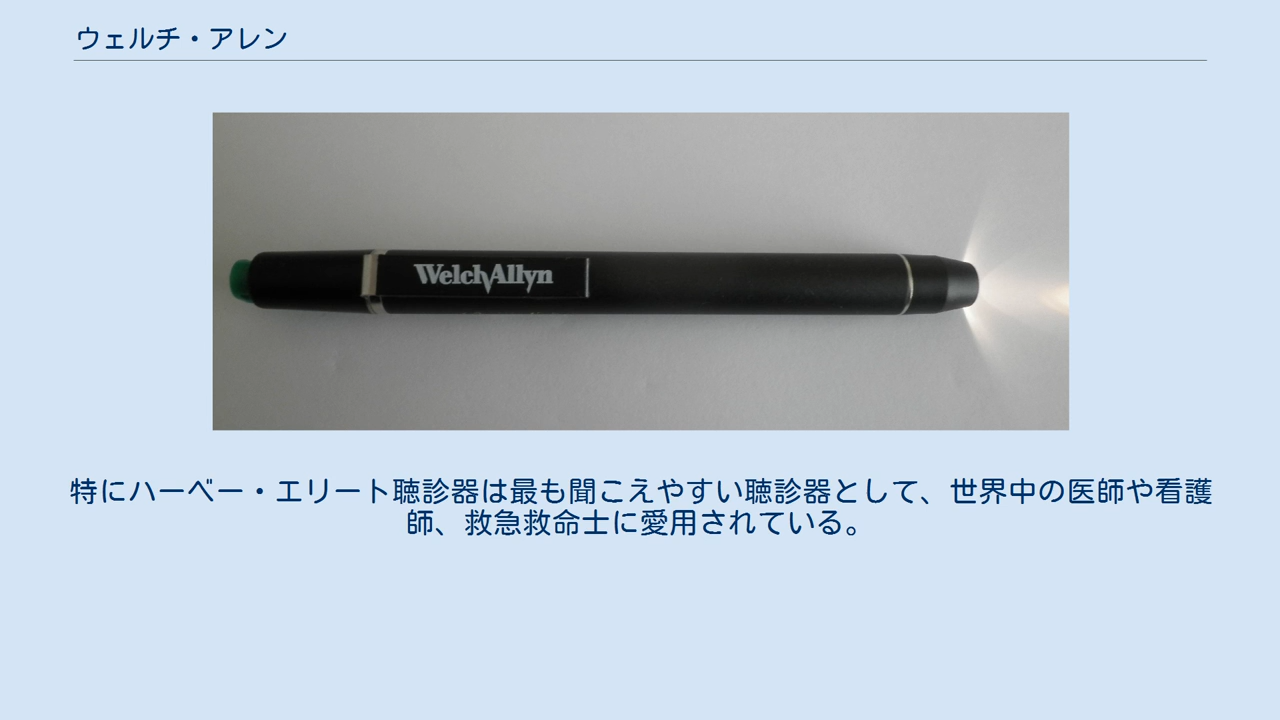 ウェルチ・アレン
WelchAllyn
特にハーベー・エリート聴診器は最も聞こえやすい聴診器として、世界中の医師や看護
師、救急救命士に愛用されている。